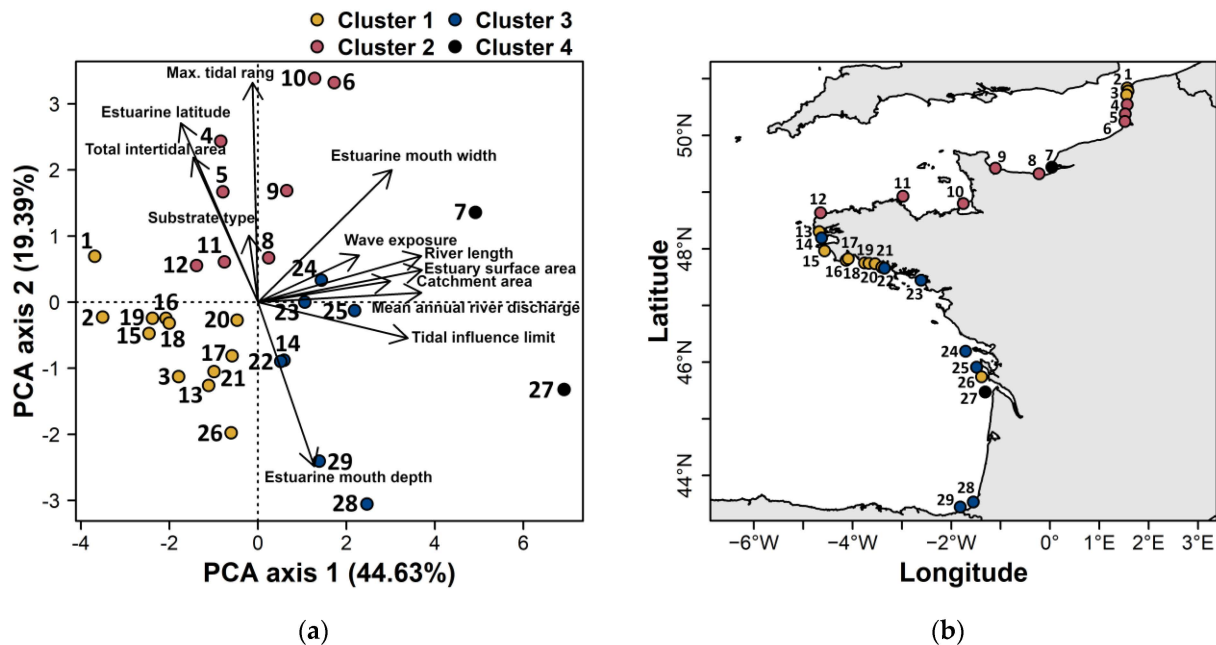 Cluster 1 Cluster 3
Cluster 2 Cluster 4
Max. tidal rang
10 6
Estuarine latitude
4
Total intertidal area
Estuarine mouth width
5 9
7
Substrate type
8
Wave exposure
1
11
12
24
River length
Estuary surface area
Catchment area
23 25
Mean annual river discharge
2 19 16
15 18
20
Tidal influence limit
14
17 22
3 21
13
27
26
29
Estuarine mouth depth
28
3
2
1
0
-1
-2
-3
PCA axis 2 (19.39%)
-4 -2 0 2 4 6
PCA axis 1 (44.63%)
(a)
1
2
3
4
5
6
7
8
9
10
11
12
13
14
15
16
17
18
19
20
21
22
23
24
25
26
27
28
29
50°N
48°N
46°N
44°N
Latitude
−6°W −4°W −2°W 0° 1°E 3°E
Longitude
(b)